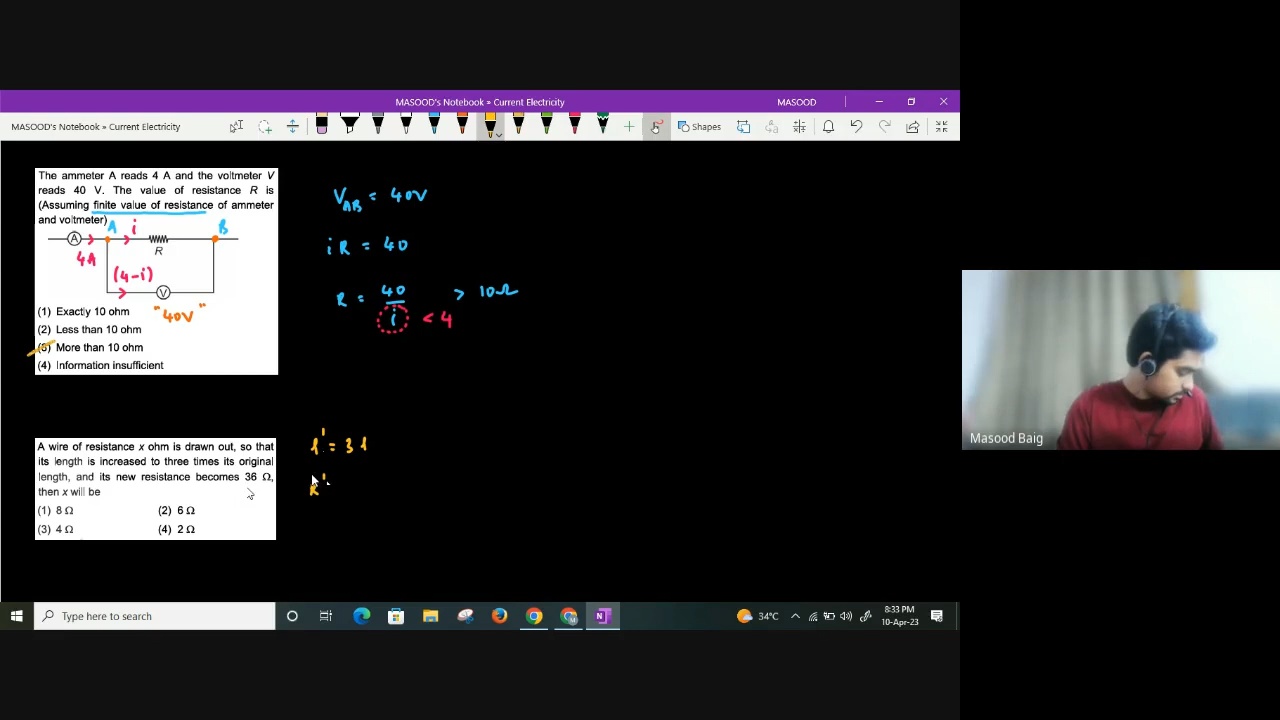 MASOOD's Notebook » Current Electricity
MASOOD
MASOOD's Notebook » Current Electricity
Shapes
The ammeter A reads 4 A and the voltmeter V
reads 40 V. The value of resistance R is
(Assuming finite value of resistance of ammeter
and voltmeter)
A i B
A
R
4A
(4-i)
V
"40V"
(1) Exactly 10 ohm
(2) Less than 10 ohm
(3) More than 10 ohm
(4) Information insufficient
V_AB = 40V
iR = 40
R = 40/i > 10Ω
< 4
A wire of resistance x ohm is drawn out, so that
its length is increased to three times its original
length, and its new resistance becomes 36 Ω,
then x will be
(1) 8 Ω (2) 6 Ω
(3) 4 Ω (4) 2 Ω
l' = 3 l
R'
Masood Baig
Type here to search
34°C
8:33 PM
10-Apr-23